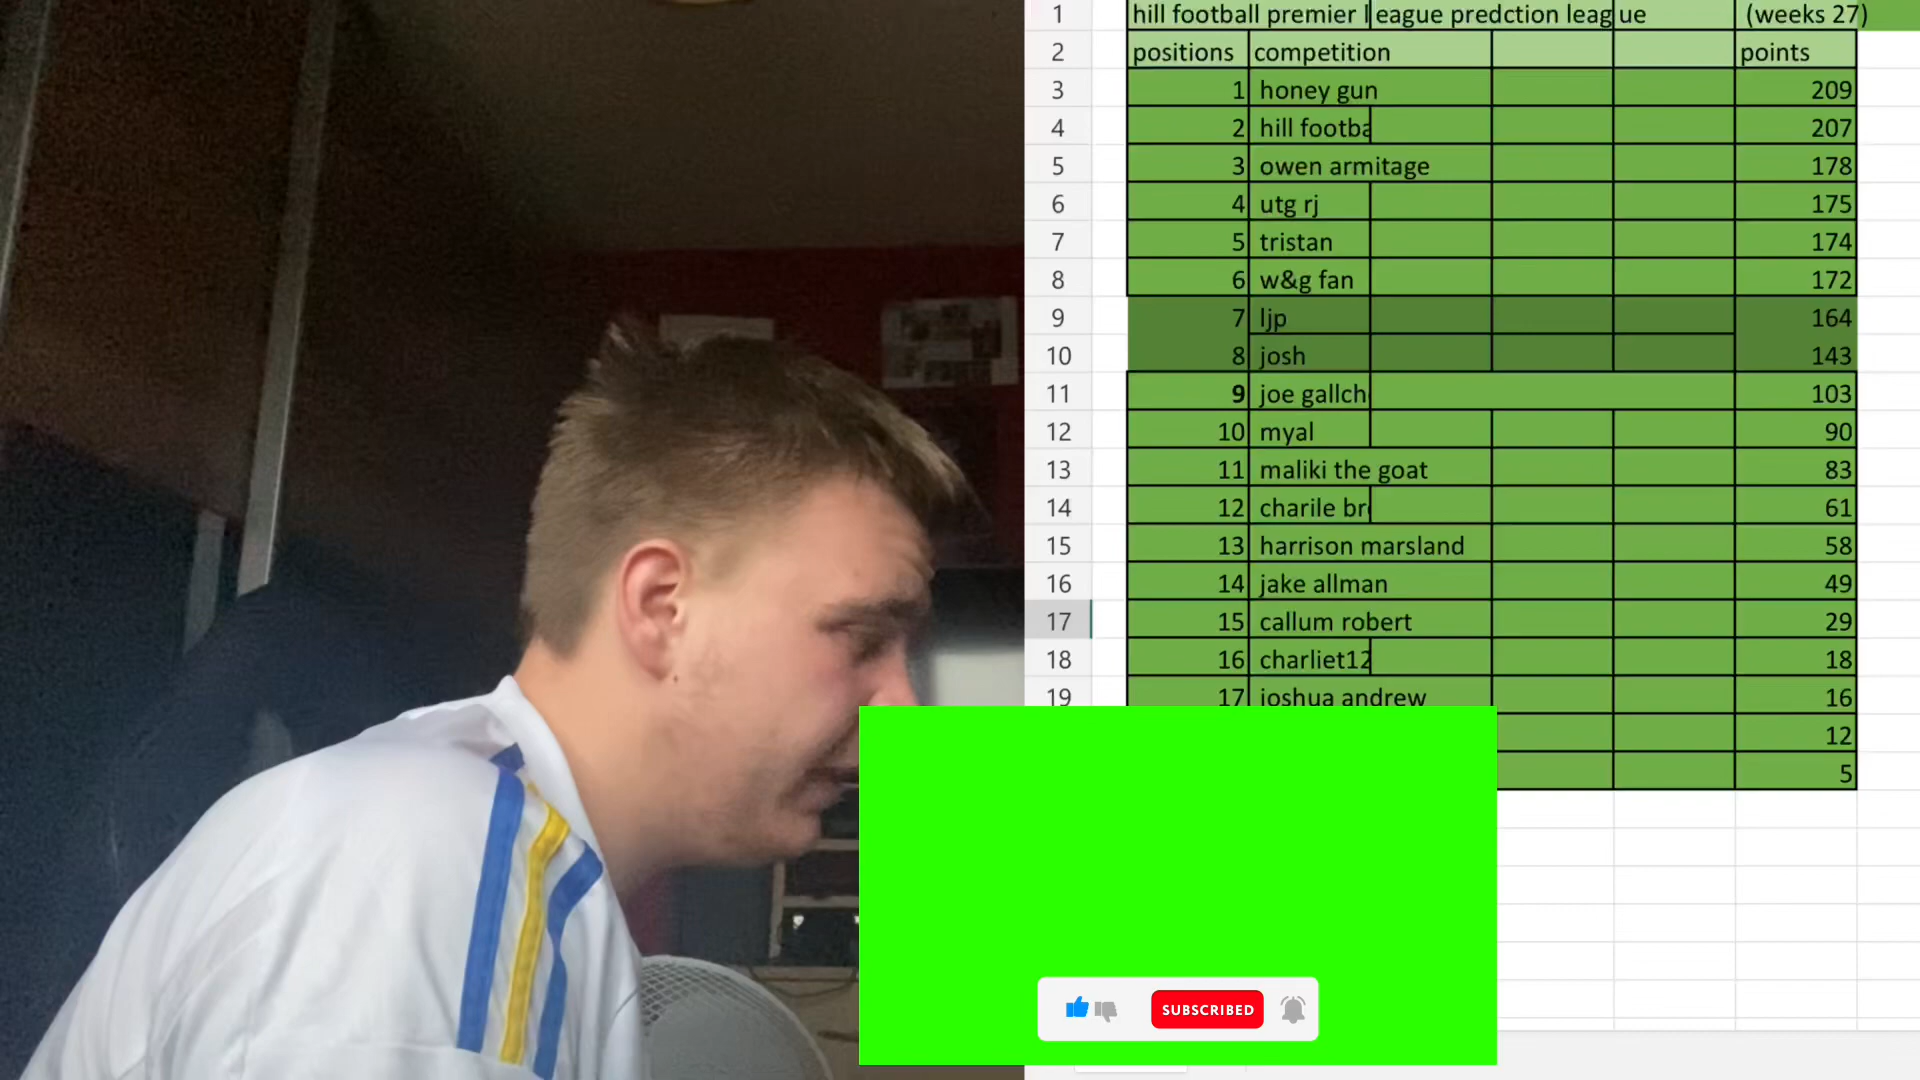 1 hill football premier league predction league (weeks 27)
2 positions competition points
3 1 honey gun 209
4 2 hill footba 207
5 3 owen armitage 178
6 4 utg rj 175
7 5 tristan 174
8 6 w&g fan 172
9 7 ljp 164
10 8 josh 143
11 9 joe gallch 103
12 10 myal 90
13 11 maliki the goat 83
14 12 charile br 61
15 13 harrison marsland 58
16 14 jake allman 49
17 15 callum robert 29
18 16 charliet12 18
19 17 joshua andrew 16
12
5
SUBSCRIBED